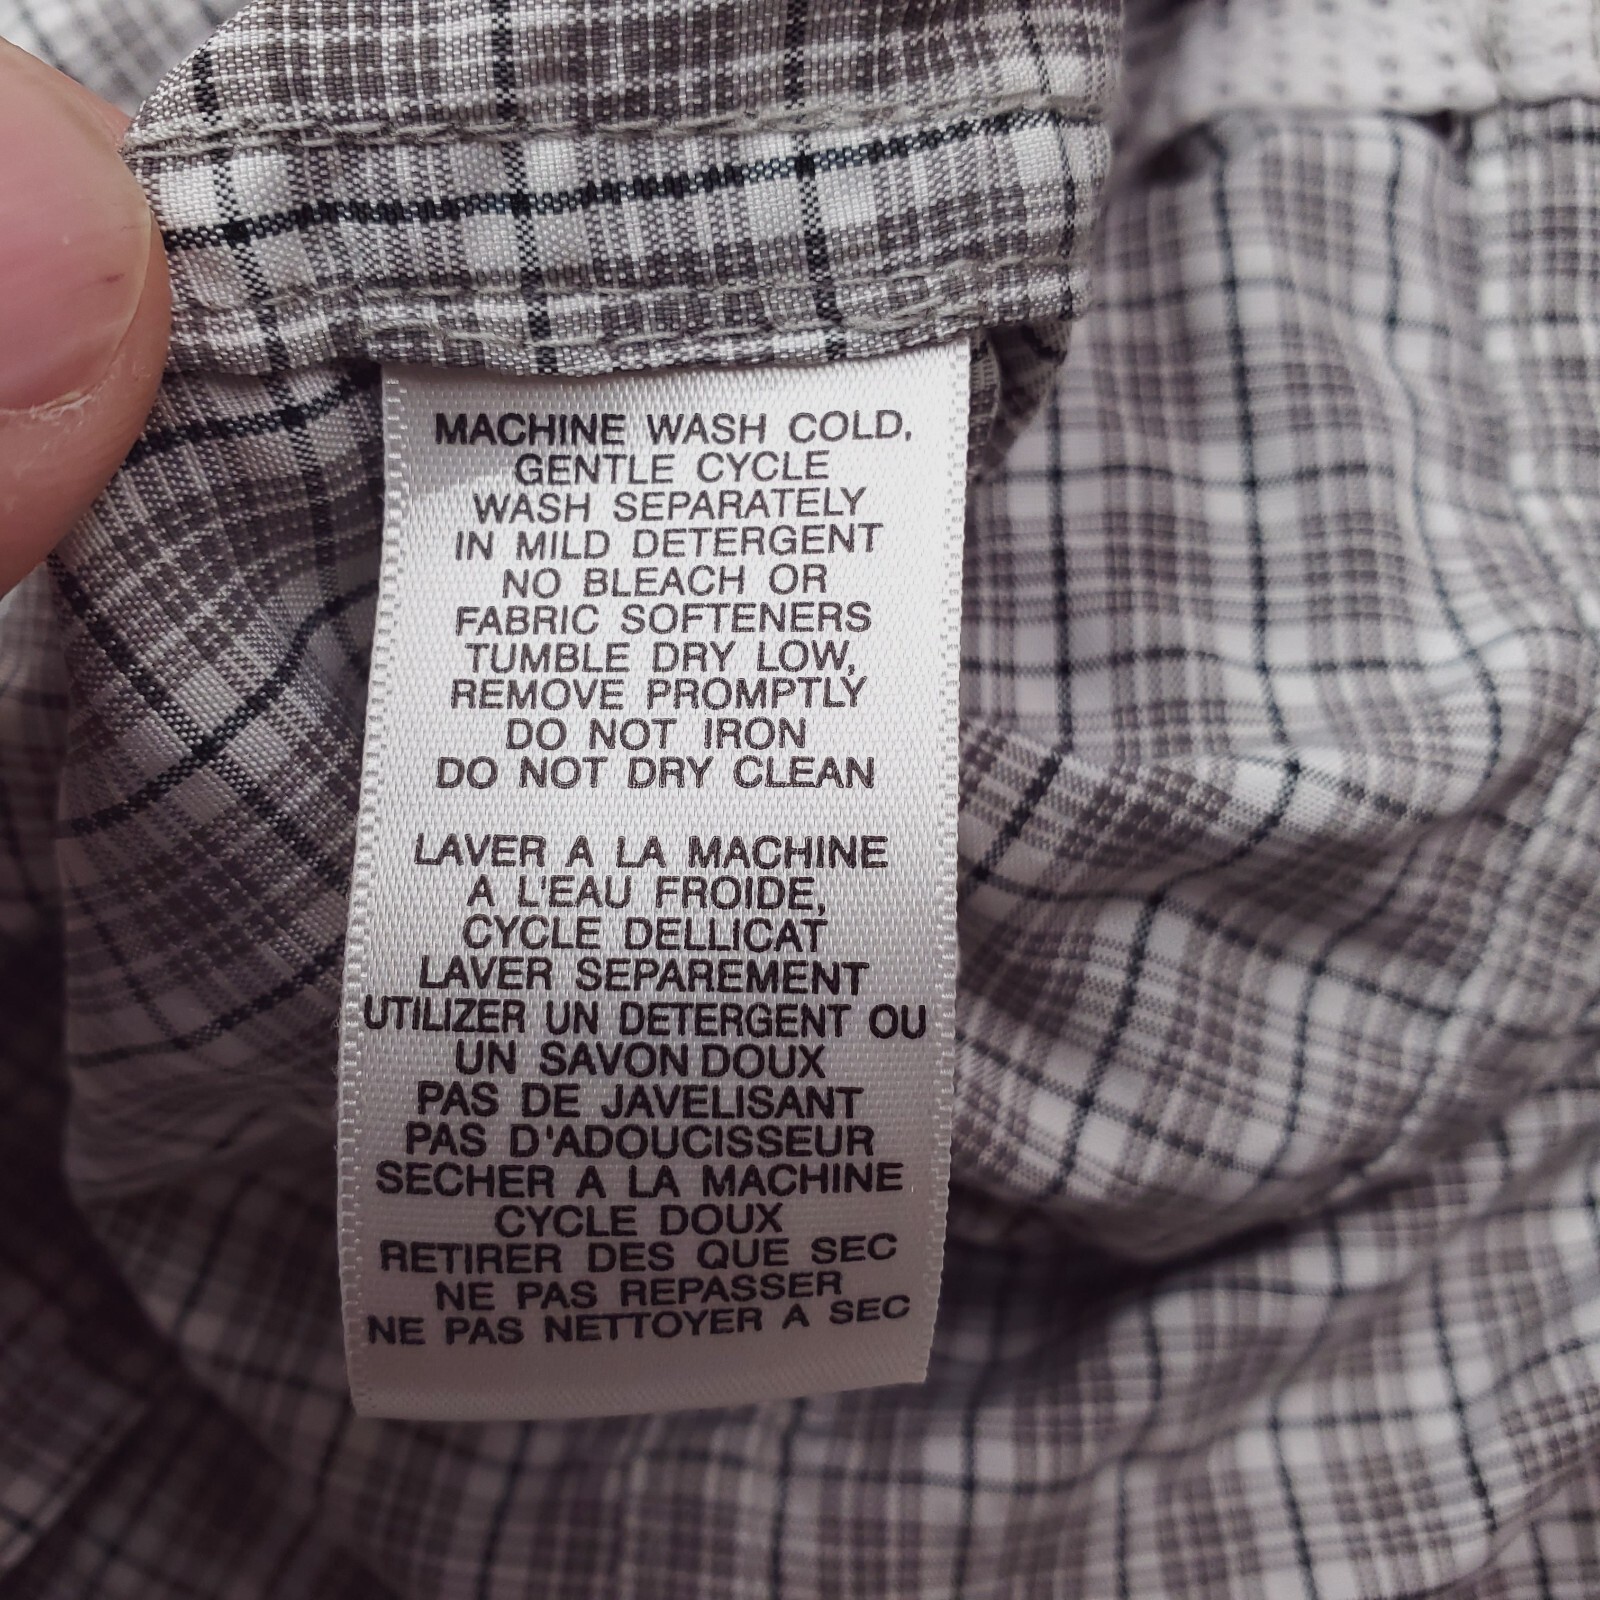 MACHINE WASH COLD,
GENTLE CYCLE
WASH SEPARATELY
IN MILD DETERGENT
NO BLEACH OR
FABRIC SOFTENERS
TUMBLE DRY LOW,
REMOVE PROMPTLY
DO NOT IRON
DO NOT DRY CLEAN
LAVER A LA MACHINE
A L'EAU FROIDE,
CYCLE DELLICAT
LAVER SEPAREMENT
UTILIZER UN DETERGENT OU
UN SAVON DOUX
PAS DE JAVELISANT
PAS D'ADOUCISSEUR
SECHER A LA MACHINE
CYCLE DOUX
RETIRER DES QUE SEC
NE PAS REPASSER
NE PAS NETTOYER A SEC